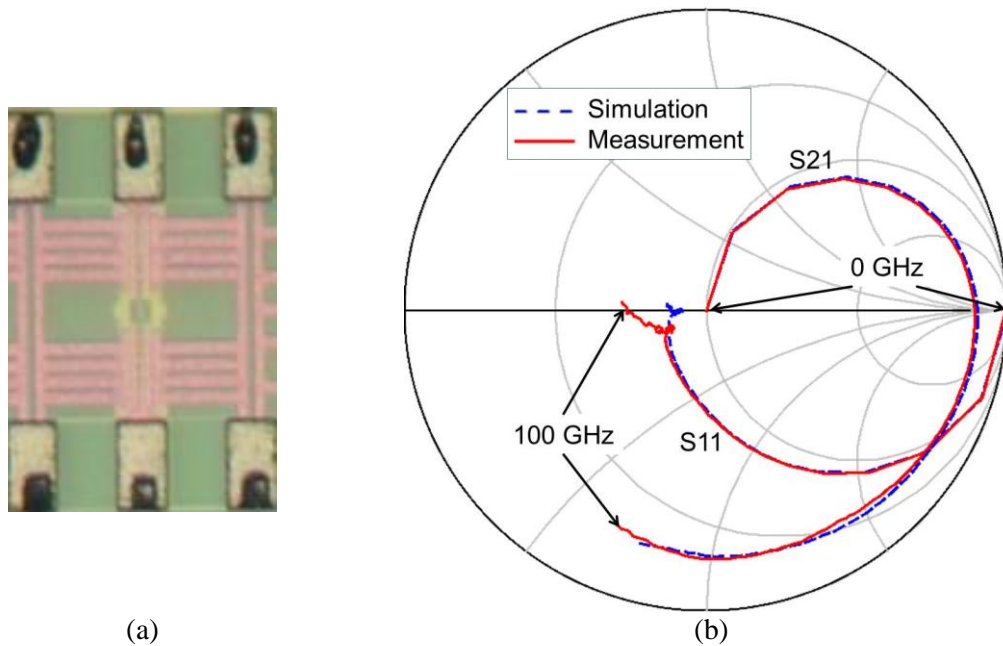 Simulation
Measurement
S21
0 GHz
100 GHz
S11
(a)
(b)